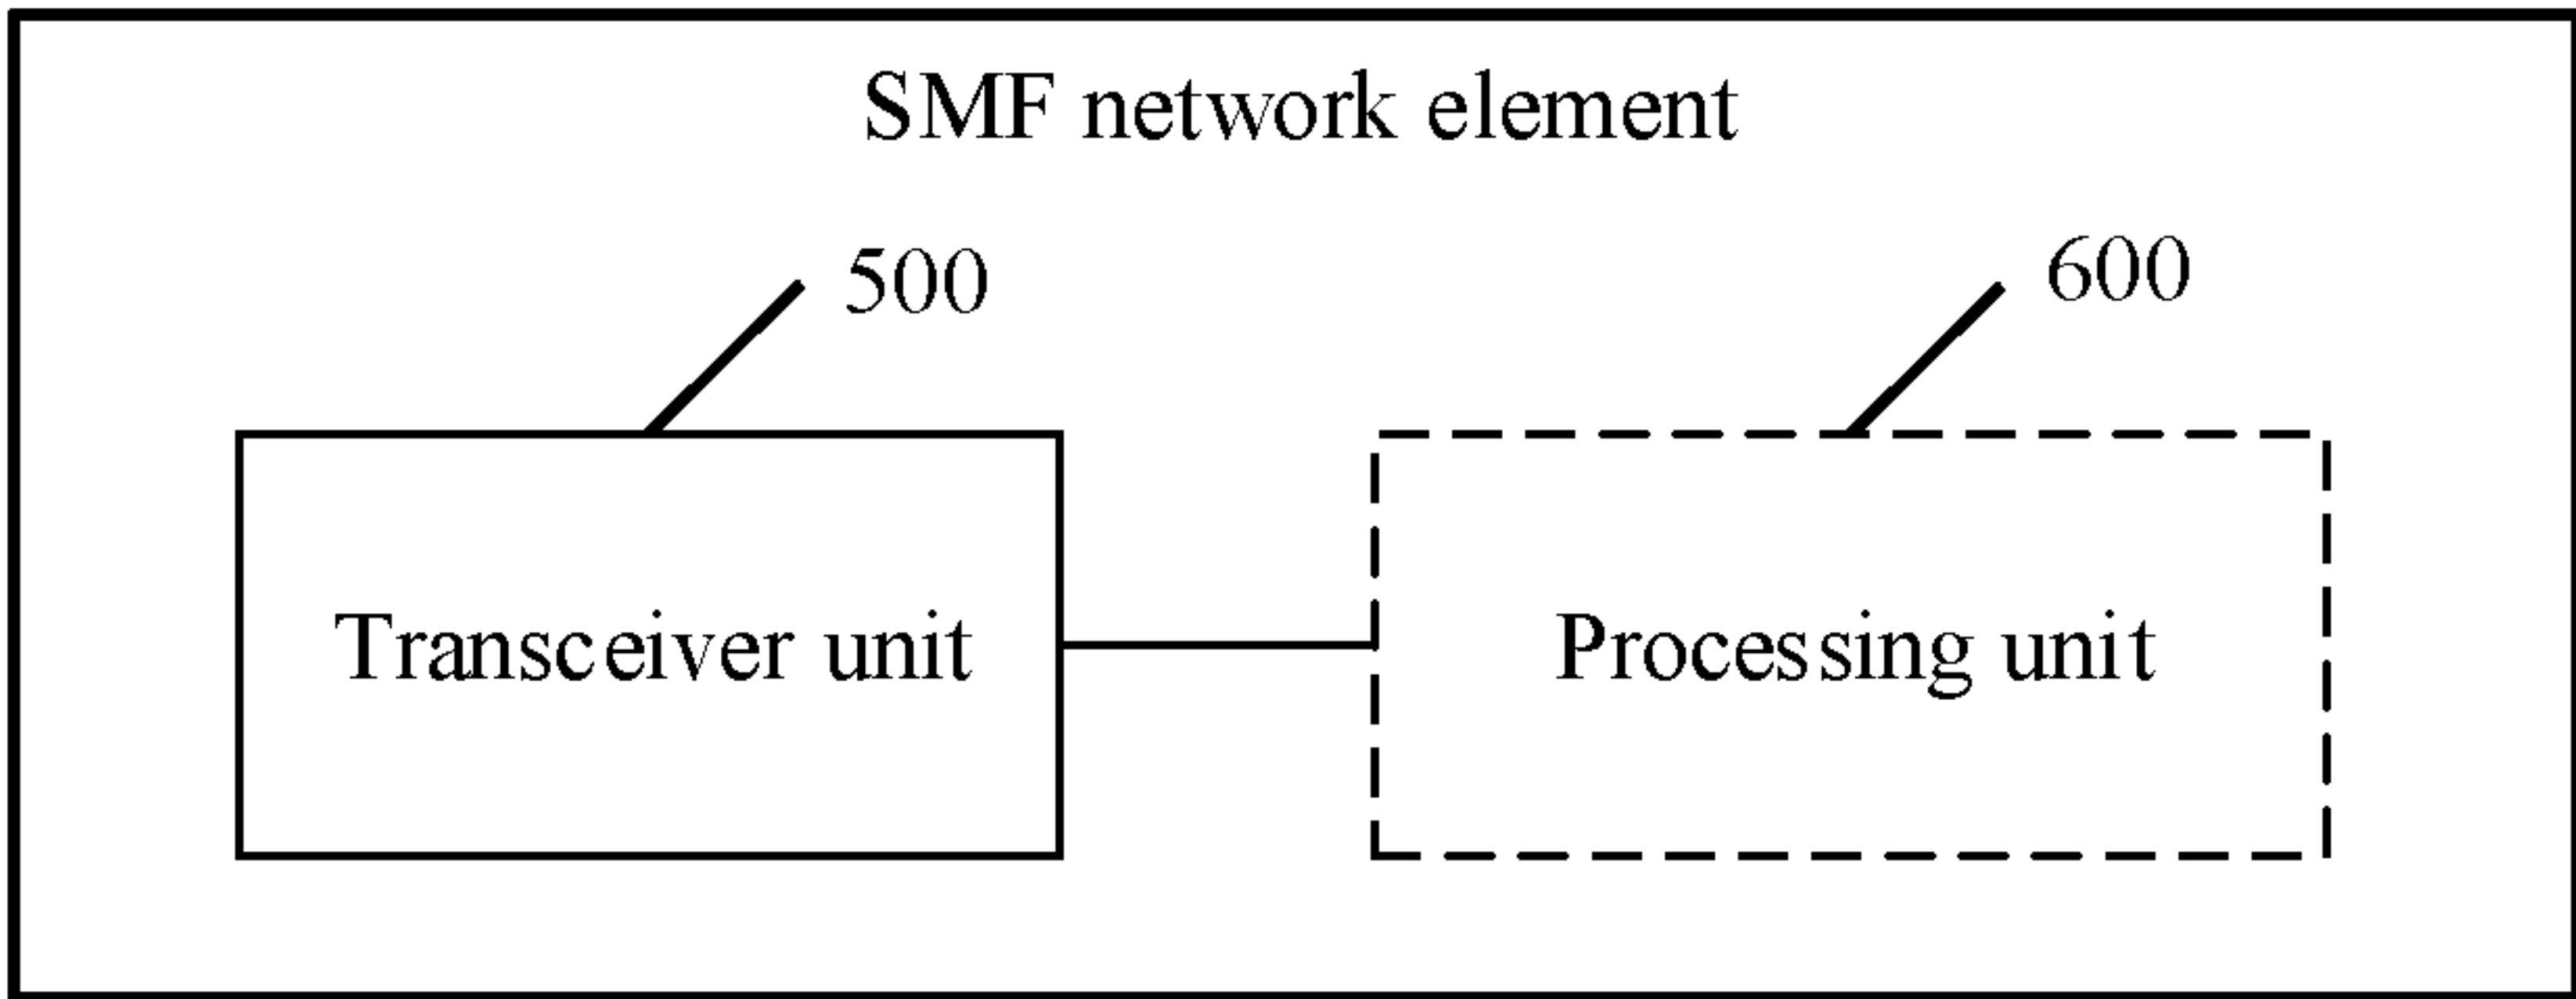 SMF network element
500
600
Transceiver unit
Processing unit